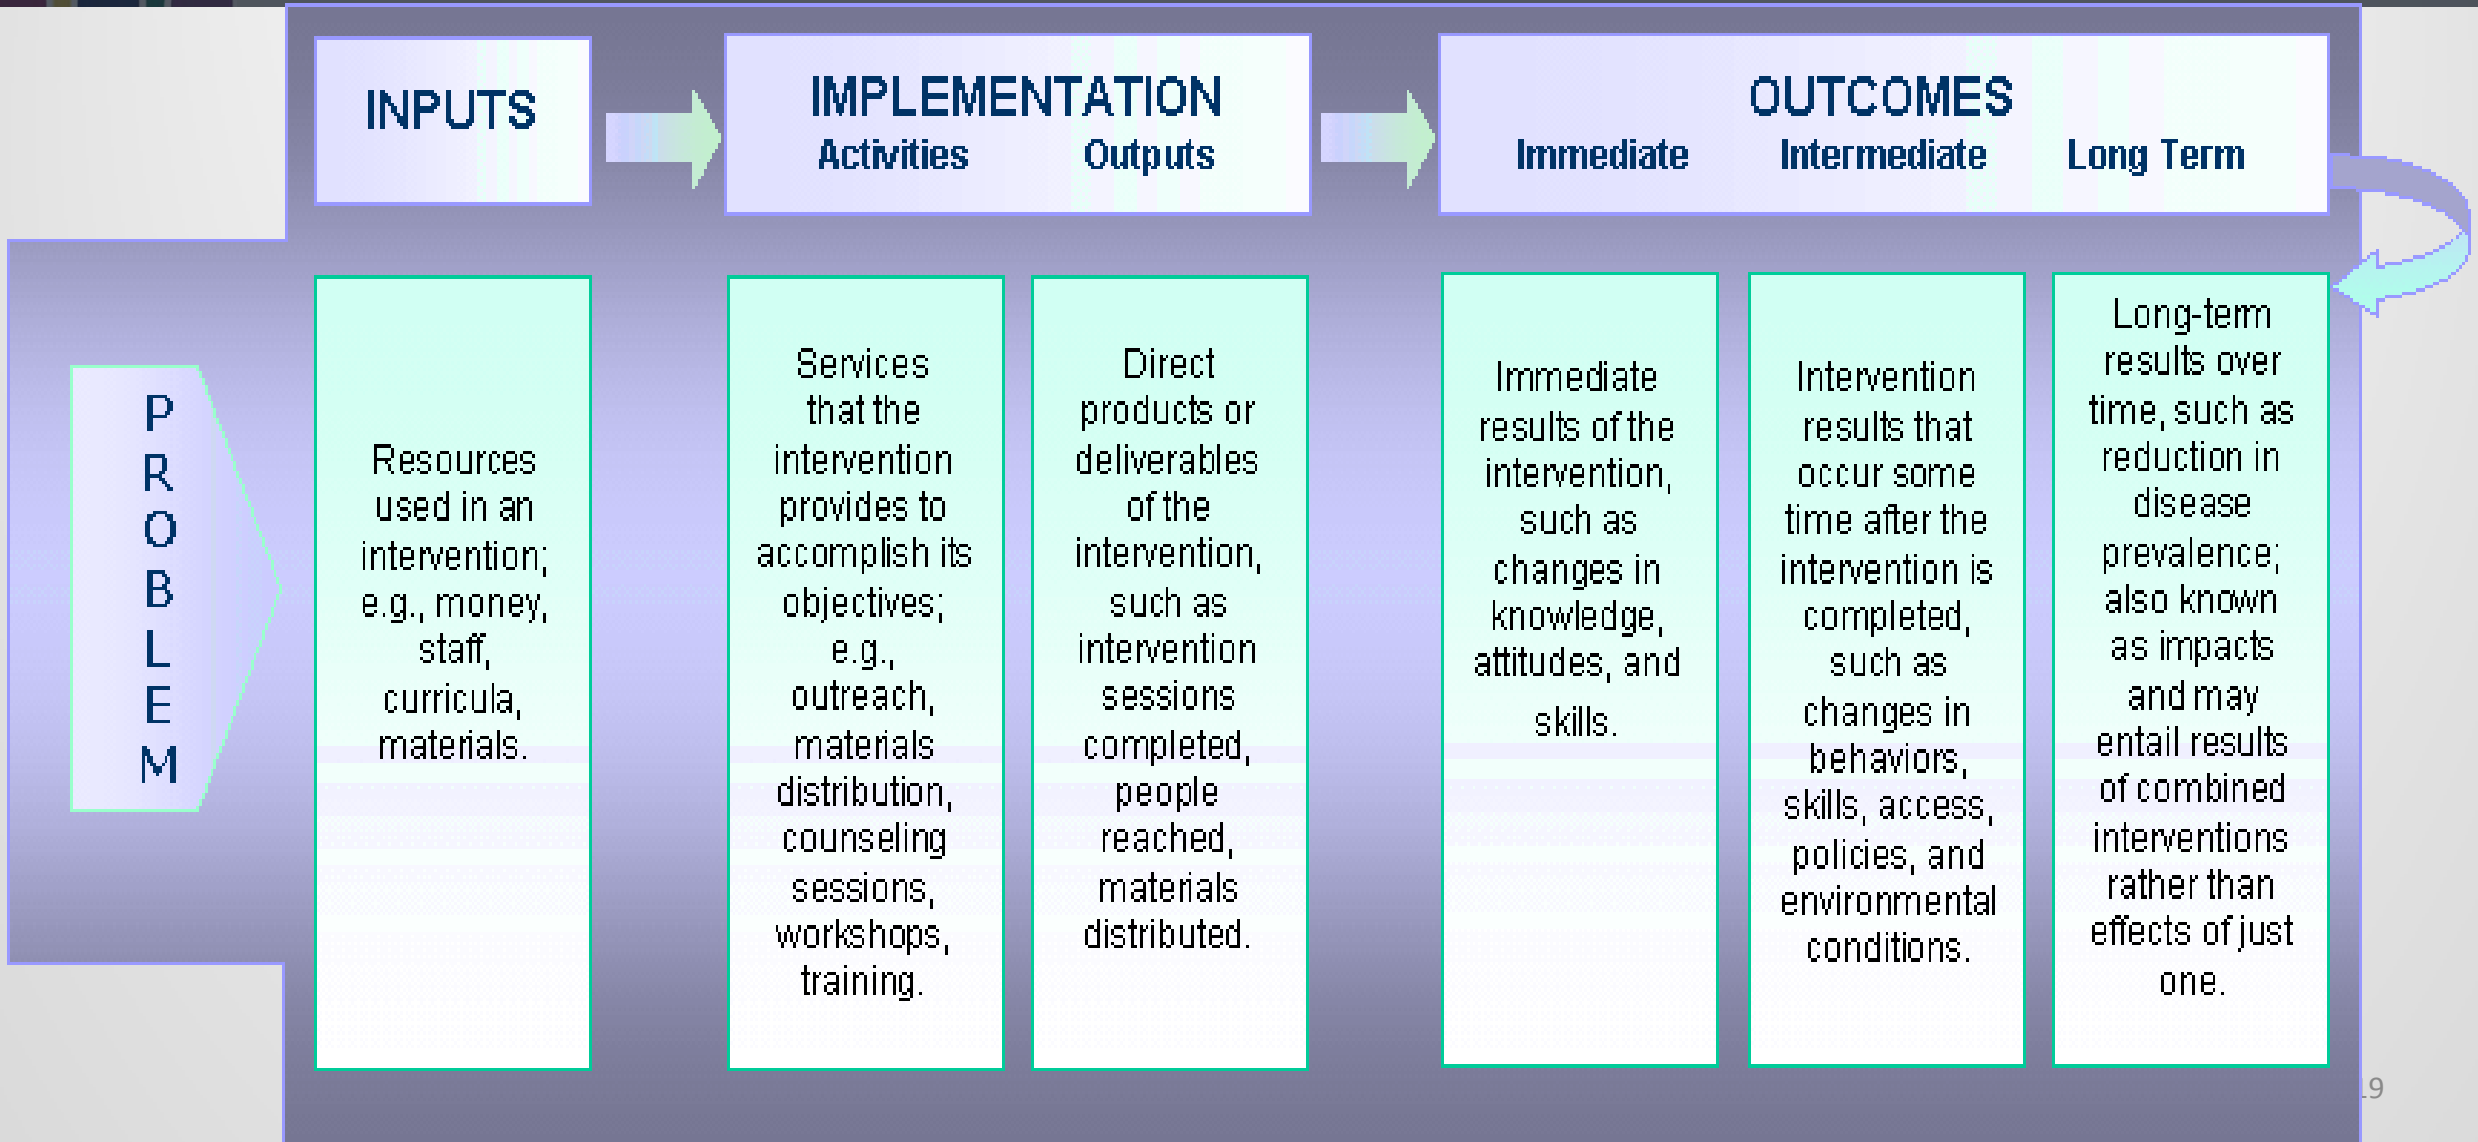 INPUTS
IMPLEMENTATION
Activities Outputs
OUTCOMES
Immediate Intermediate Long Term
P
R
O
B
L
E
M
Resources
used in an
intervention;
e.g., money,
staff,
curricula,
materials.
Services
that the
intervention
provides to
accomplish its
objectives;
e.g.,
outreach,
materials
distribution,
counseling
sessions,
workshops,
training.
Direct
products or
deliverables
of the
intervention,
such as
intervention
sessions
completed,
people
reached,
materials
distributed.
Immediate
results of the
intervention,
such as
changes in
knowledge,
attitudes, and
skills.
Intervention
results that
occur some
time after the
intervention is
completed,
such as
changes in
behaviors,
skills, access,
policies, and
environmental
conditions.
Long-term
results over
time, such as
reduction in
disease
prevalence;
also known
as impacts
and may
entail results
of combined
interventions
rather than
effects of just
one.